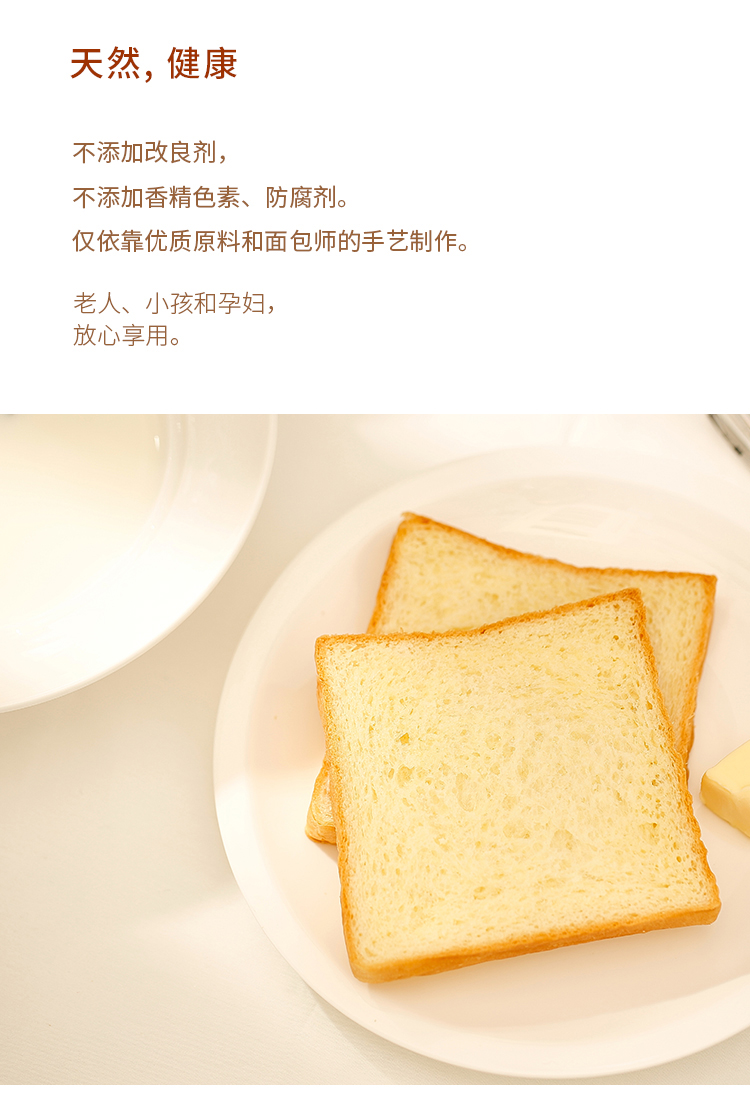 天然, 健康
不添加改良剂，
不添加香精色素、防腐剂。
仅依靠优质原料和面包师的手艺制作。
老人、小孩和孕妇，
放心享用。